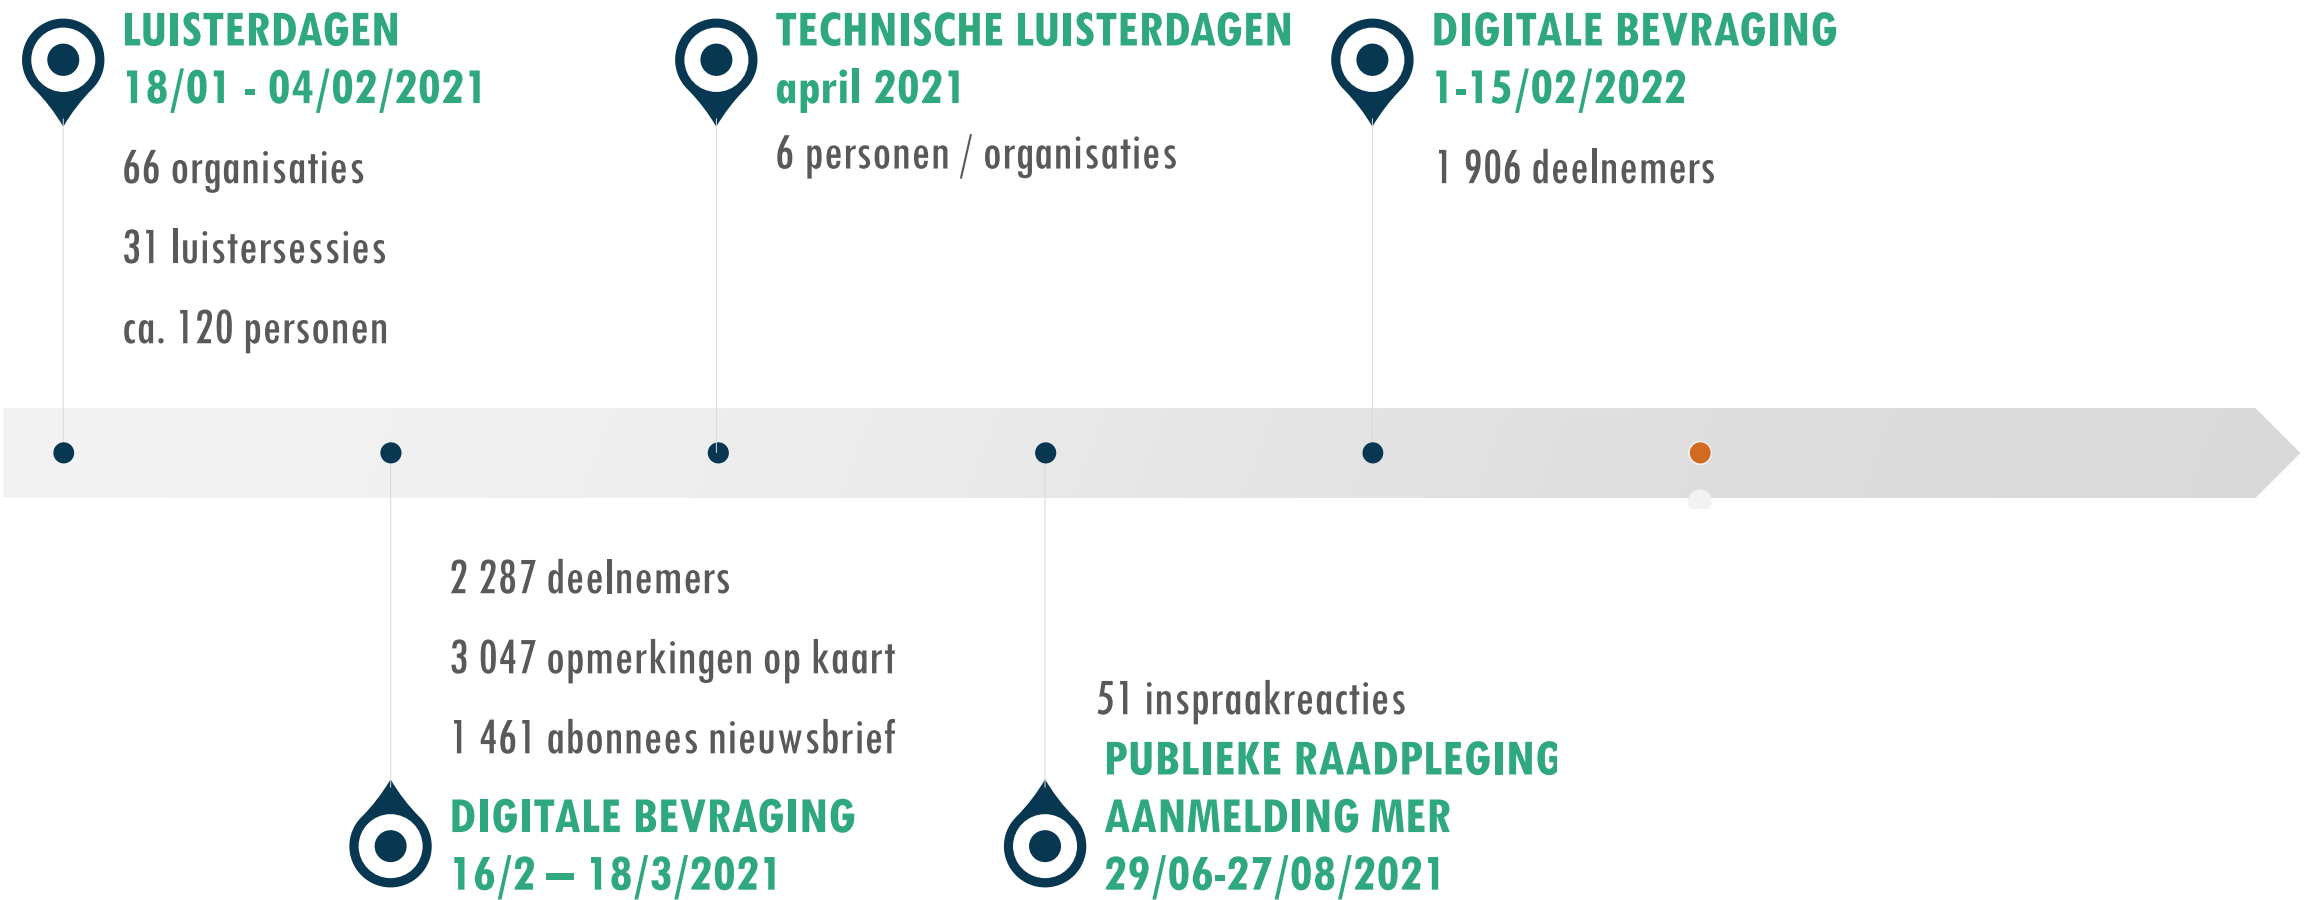 LUISTERDAGEN
18/01 - 04/02/2021
66 organisaties
31 luistersessies
ca. 120 personen
2 287 deelnemers
3 047 opmerkingen op kaart
1 461 abonnees nieuwsbrief
DIGITALE BEVRAGING
16/2 – 18/3/2021
TECHNISCHE LUISTERDAGEN
april 2021
6 personen / organisaties
51 inspraakreacties
PUBLIEKE RAADPLEGING
AANMELDING MER
29/06-27/08/2021
DIGITALE BEVRAGING
1-15/02/2022
1 906 deelnemers